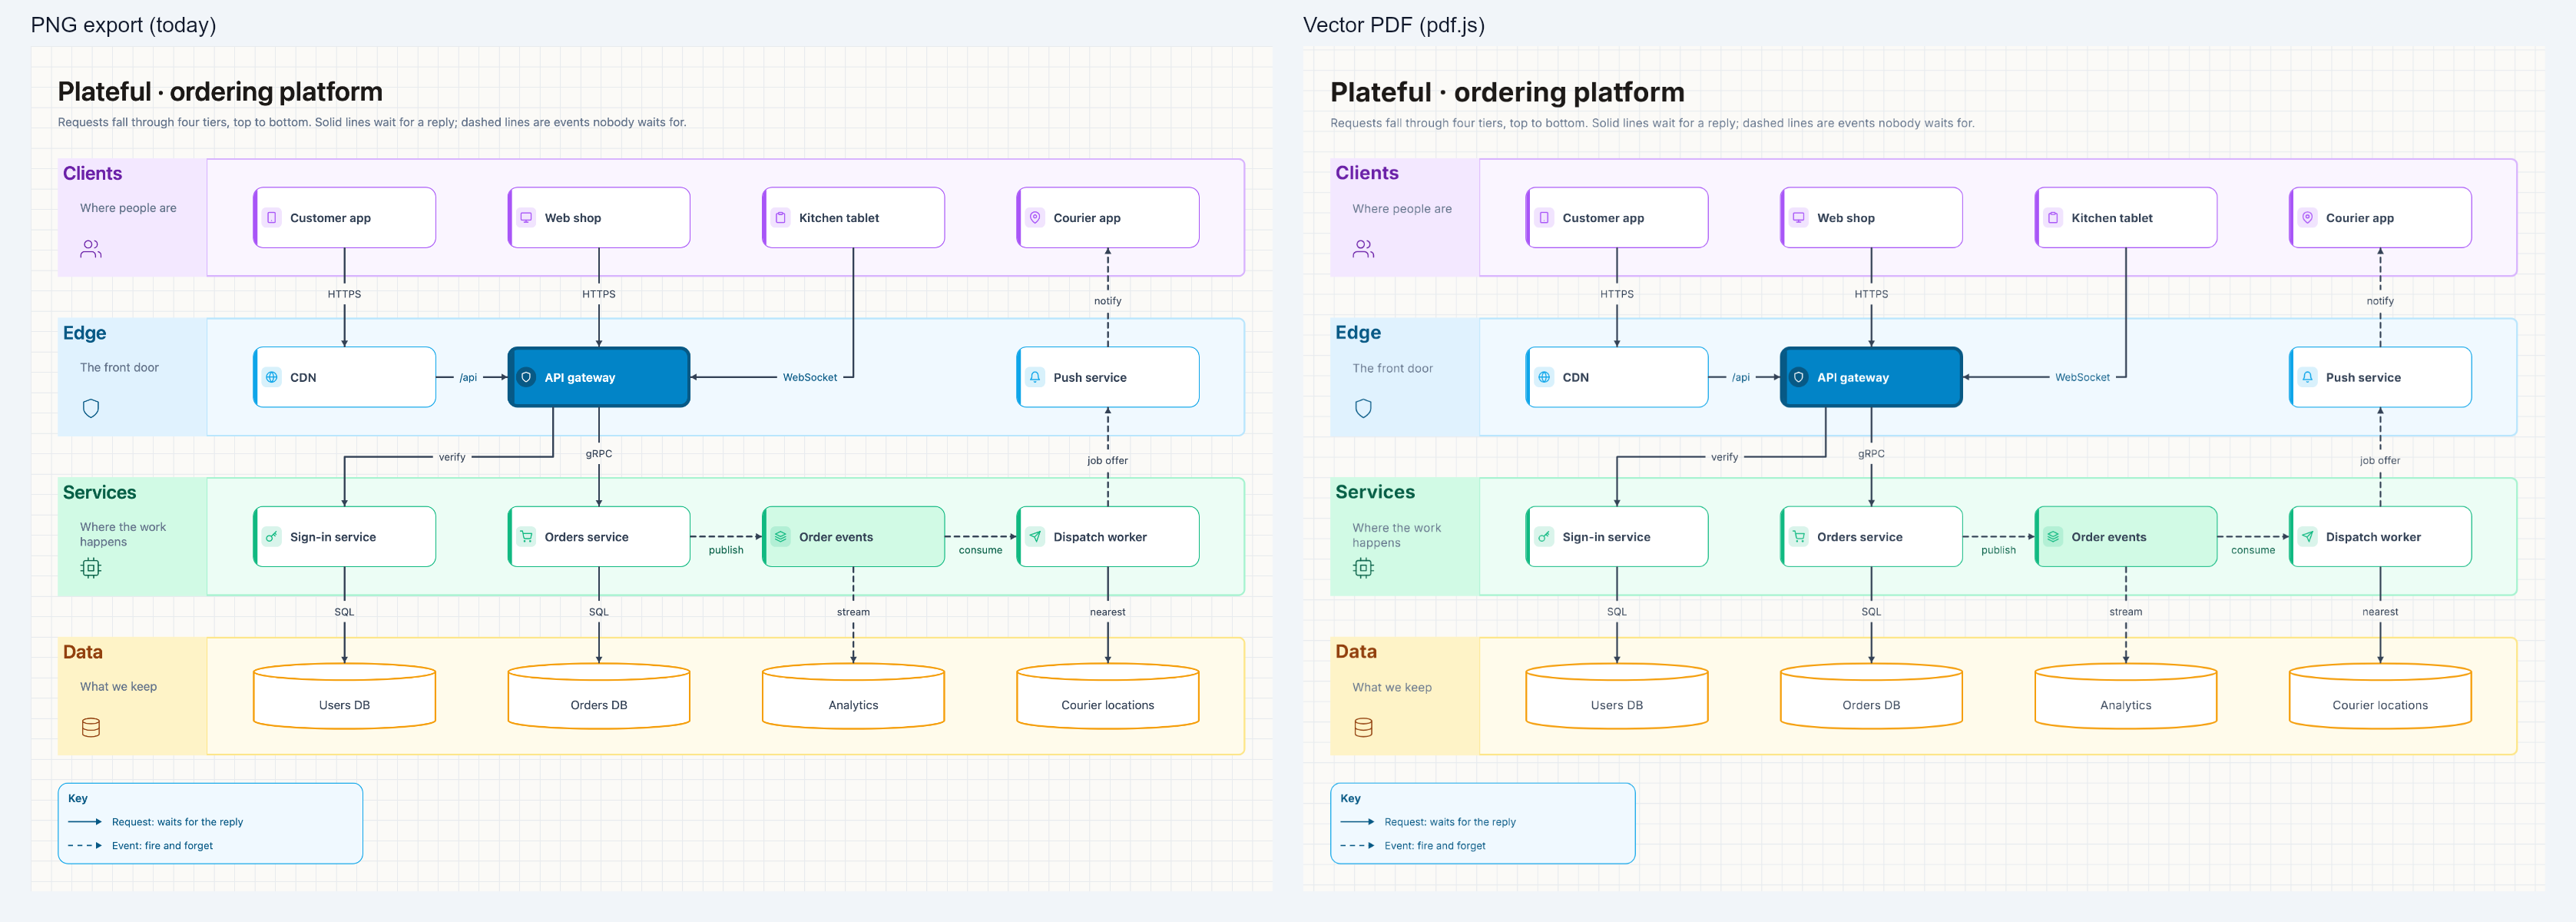 PNG export (today)
Plateful · ordering platform
Requests fall through four tiers, top to bottom. Solid lines wait for a reply; dashed lines are events nobody waits for.
Clients
Where people are
Customer app
Web shop
Kitchen tablet
Courier app
HTTPS
HTTPS
notify
Edge
The front door
CDN
/api
API gateway
WebSocket
Push service
verify
gRPC
job offer
Services
Where the work
happens
Sign-in service
Orders service
publish
Order events
consume
Dispatch worker
SQL
SQL
stream
nearest
Data
What we keep
Users DB
Orders DB
Analytics
Courier locations
Key
Request: waits for the reply
Event: fire and forget
Vector PDF (pdf.js)
Plateful · ordering platform
Requests fall through four tiers, top to bottom. Solid lines wait for a reply; dashed lines are events nobody waits for.
Clients
Where people are
Customer app
Web shop
Kitchen tablet
Courier app
HTTPS
HTTPS
notify
Edge
The front door
CDN
/api
API gateway
WebSocket
Push service
verify
gRPC
job offer
Services
Where the work
happens
Sign-in service
Orders service
publish
Order events
consume
Dispatch worker
SQL
SQL
stream
nearest
Data
What we keep
Users DB
Orders DB
Analytics
Courier locations
Key
Request: waits for the reply
Event: fire and forget